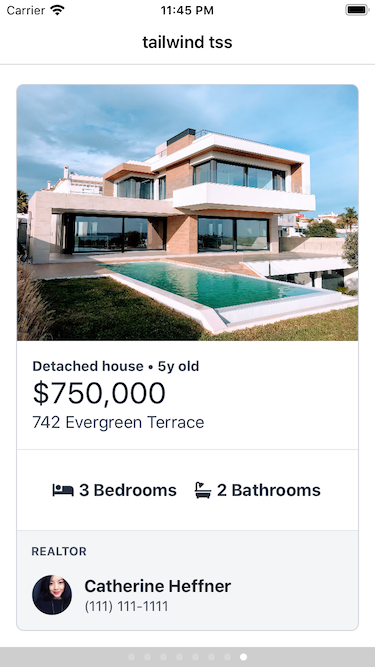 Carrier 11:45 PM
tailwind tss
Detached house • 5y old
$750,000
742 Evergreen Terrace
3 Bedrooms 2 Bathrooms
REALTOR
Catherine Heffner
(111) 111-1111